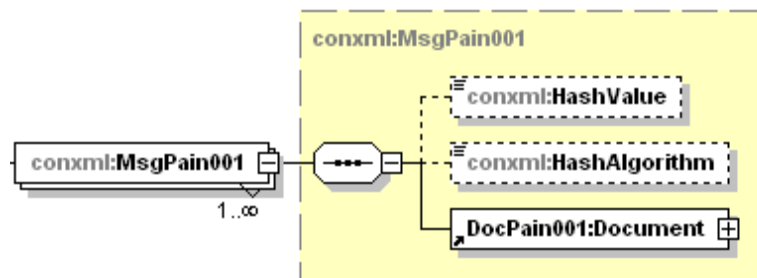 conxml:MsgPain001
conxml:HashValue
conxml:HashAlgorithm
conxml:MsgPain001
1..∞
DocPain001:Document